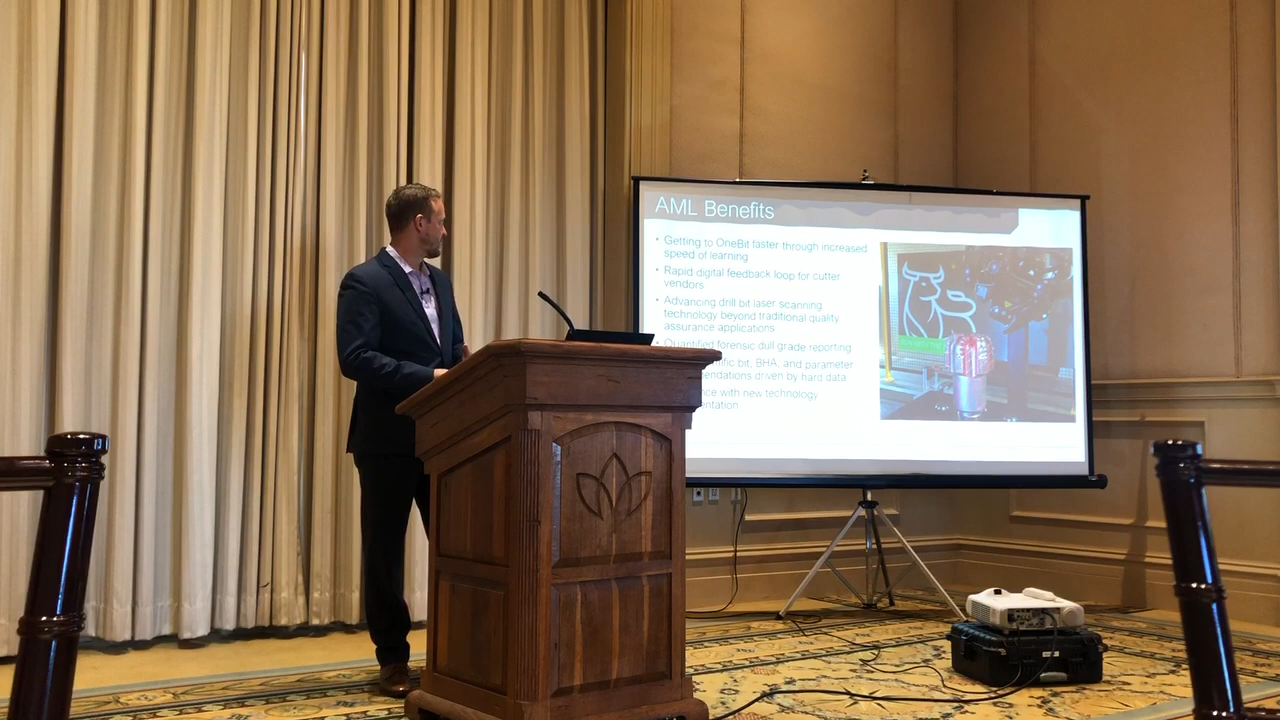 AML Benefits
• Getting to OneBit faster through increased
speed of learning
• Rapid digital feedback loop for cutter
vendors
• Advancing drill bit laser scanning
technology beyond traditional quality
assurance applications
• Quantified forensic dull grade reporting
bit, BHA, and parameter
driven by hard data
with new technology